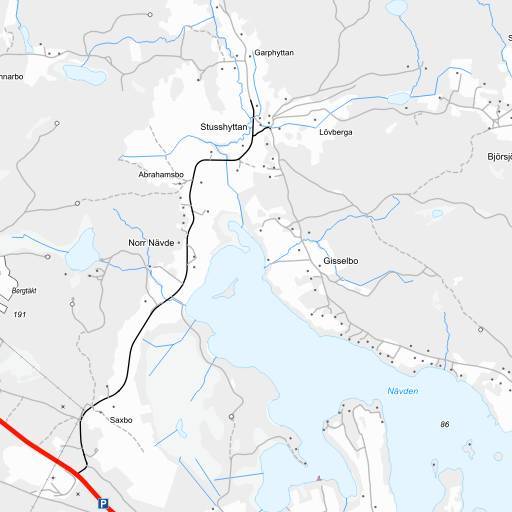 Garphyttan
nnarbo
Stusshyttan
Lövberga
S
Björsjö
Abrahamsbo
Norr Nävde
Gisselbo
Bergtäkt
191
Nävden
Saxbo
86
P